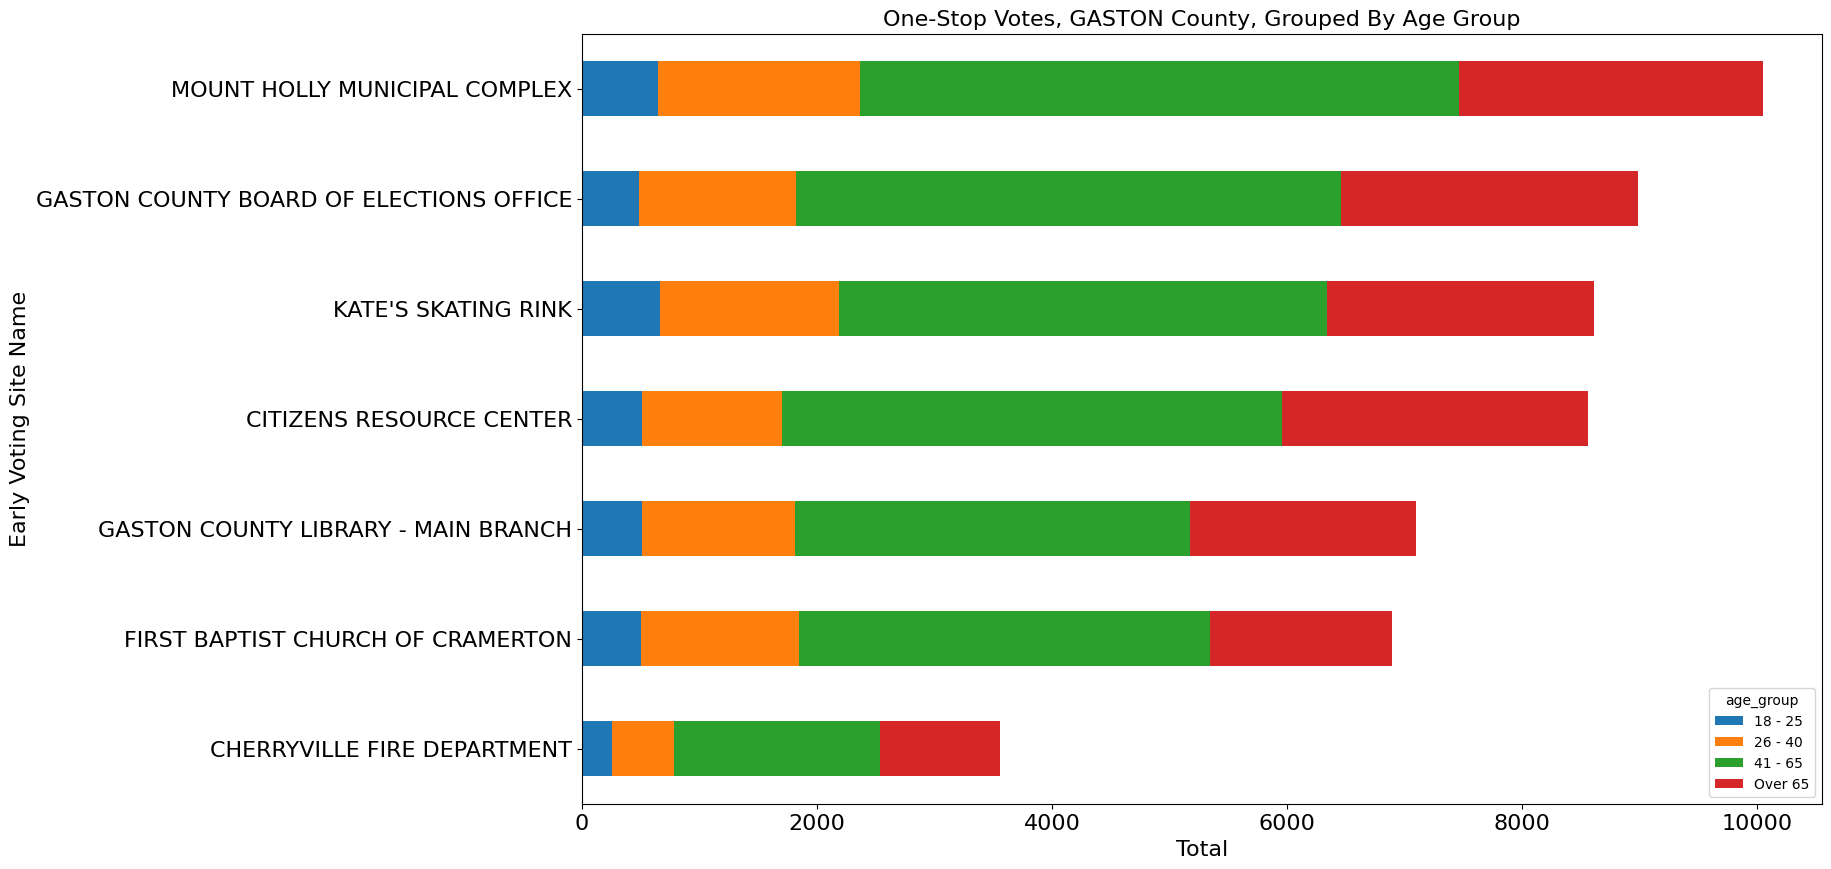 One-Stop Votes, GASTON County, Grouped By Age Group
Early Voting Site Name
MOUNT HOLLY MUNICIPAL COMPLEX
GASTON COUNTY BOARD OF ELECTIONS OFFICE
KATE'S SKATING RINK
CITIZENS RESOURCE CENTER
GASTON COUNTY LIBRARY - MAIN BRANCH
FIRST BAPTIST CHURCH OF CRAMERTON
CHERRYVILLE FIRE DEPARTMENT
age_group
18 - 25
26 - 40
41 - 65
Over 65
0 2000 4000 6000 8000 10000
Total